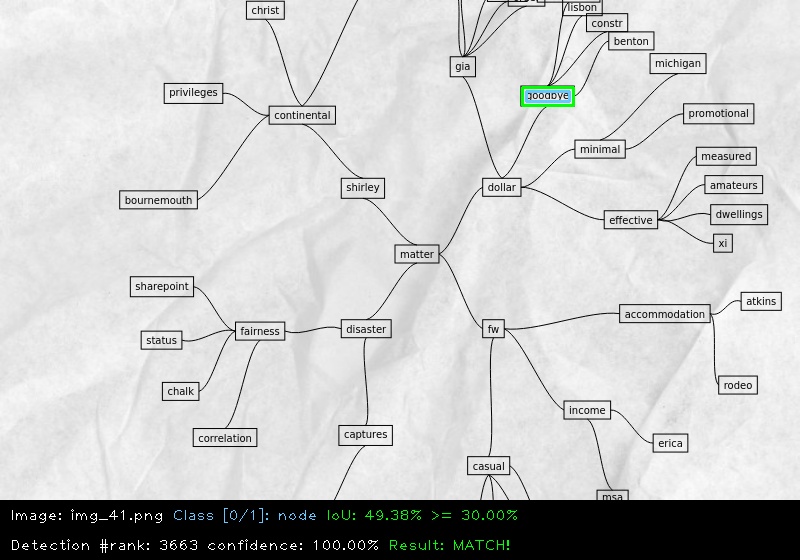 christ
lisbon
constr
benton
gia
michigan
privileges
goodbye
continental
promotional
minimal
measured
shirley
dollar
amateurs
bournemouth
effective
dwellings
xi
matter
sharepoint
accommodation
atkins
fairness
disaster
fw
status
chalk
rodeo
income
correlation
captures
erica
casual
msa
Image: img_41.png Class [0/1]: node IoU: 49.38% >= 30.00%
Detection #rank: 3663 confidence: 100.00% Result: MATCH!